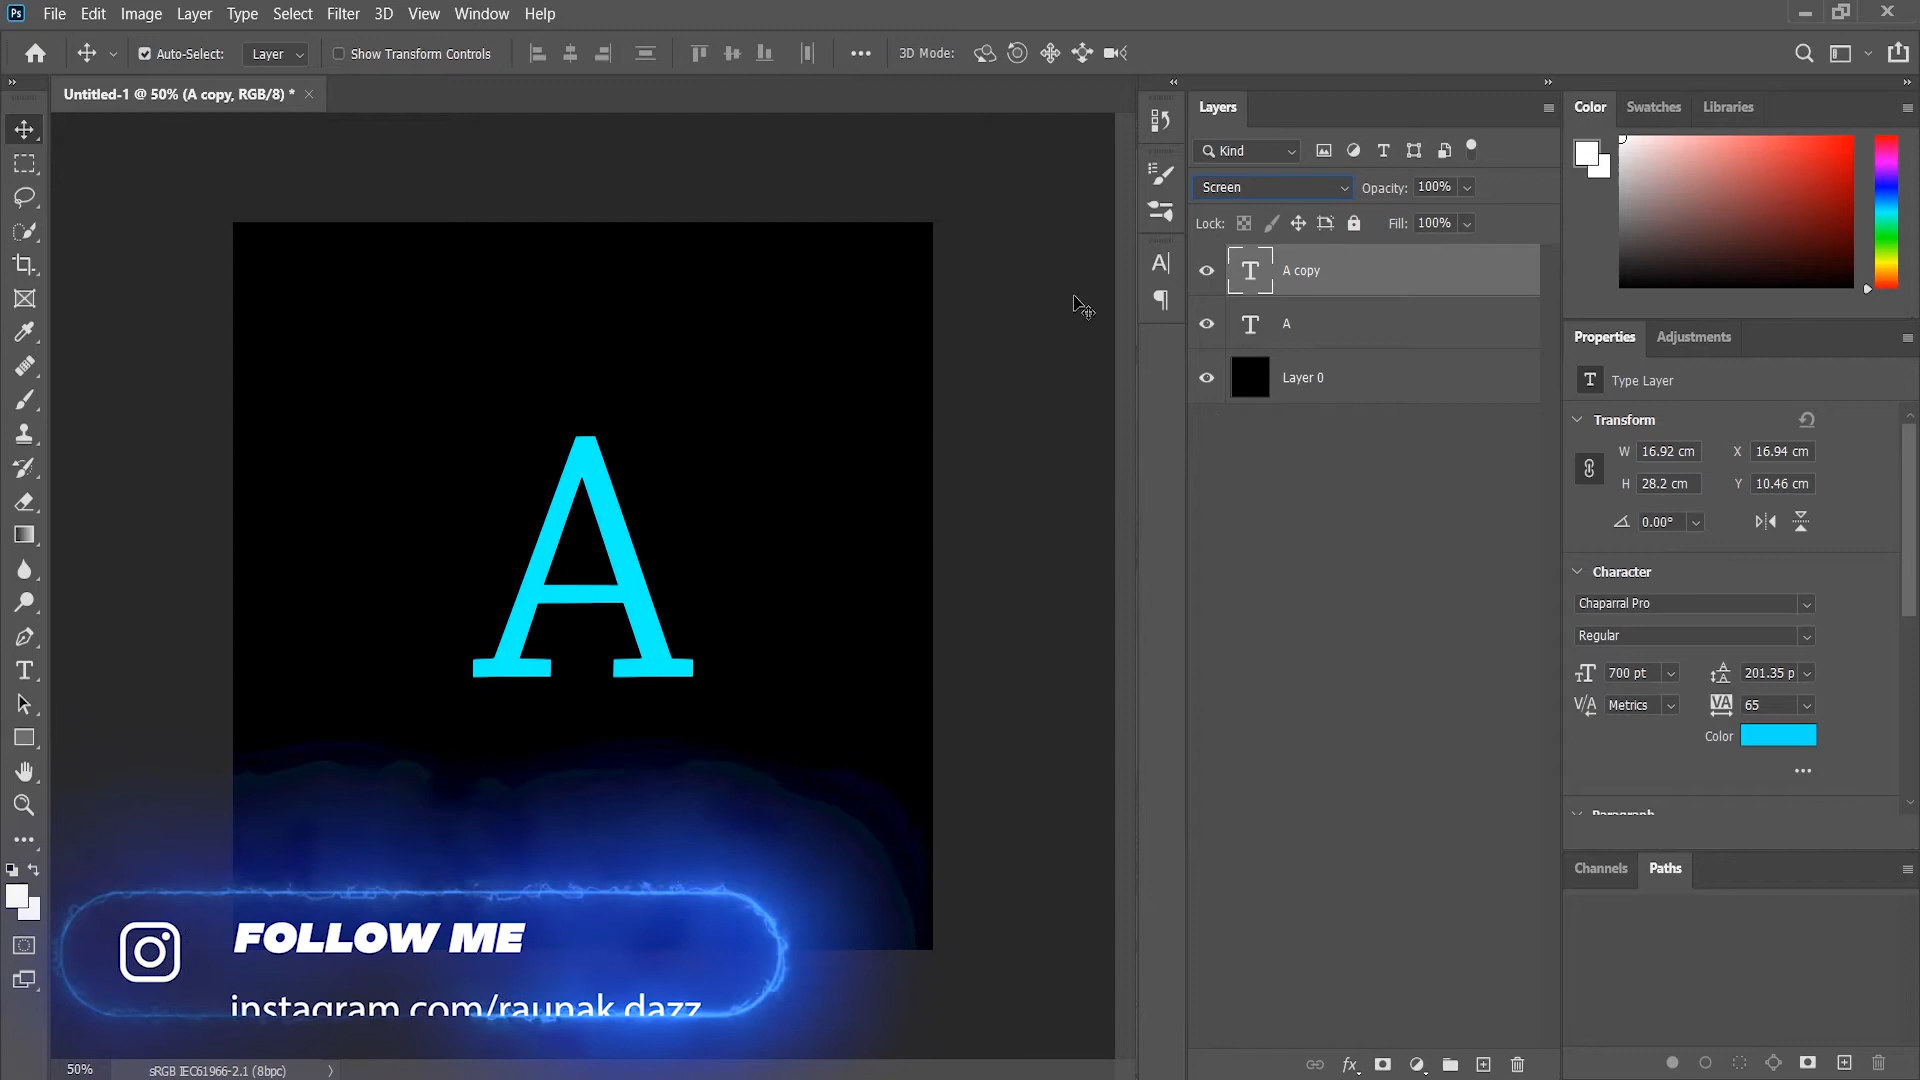 Ps File Edit Image Layer Type Select Filter 3D View Window Help
Auto-Select: Layer Show Transform Controls 3D Mode:
Untitled-1 @ 50% (A copy, RGB/8) *
Layers
Kind
Screen Opacity: 100%
Lock: Fill: 100%
A copy
A
Layer 0
Color Swatches Libraries
Properties Adjustments
Type Layer
Transform
W 16.92 cm X 16.94 cm
H 28.2 cm Y 10.46 cm
0.00°
Character
Chaparral Pro
Regular
700 pt 201.35 p
Metrics 65
Color
Paragraph
Channels Paths
A
FOLLOW ME
instagram.com/raunak.dazz
50% sRGB IEC61966-2.1 (8bpc)